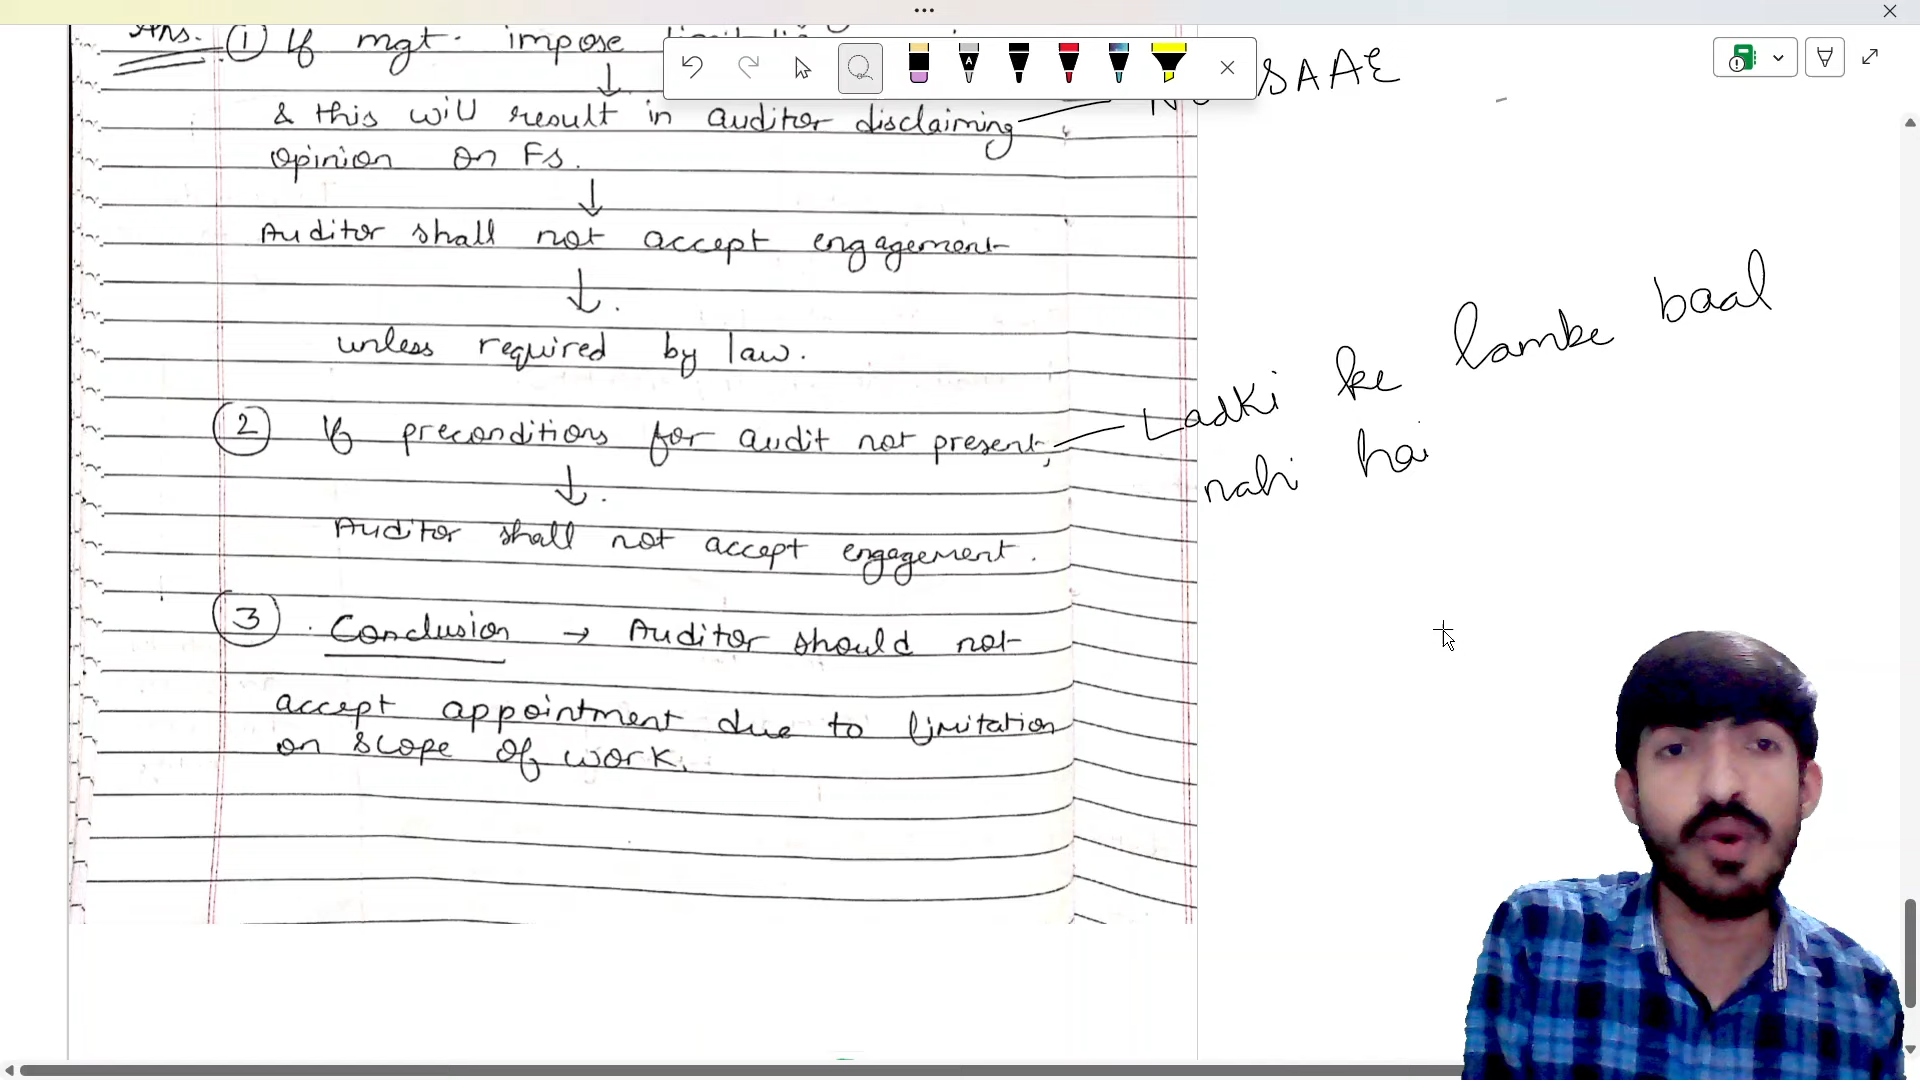 Ans. ① If mgt. impose
SAAE
& this will result in auditor disclaiming
opinion on FS.
↓
Auditor shall not accept engagement
↓
unless required by law.
② If preconditions for audit not present,
Ladki ke lambe baal
nahi hai
↓
Auditor shall not accept engagement.
③ Conclusion → Auditor should not
accept appointment due to limitation
on scope of work.